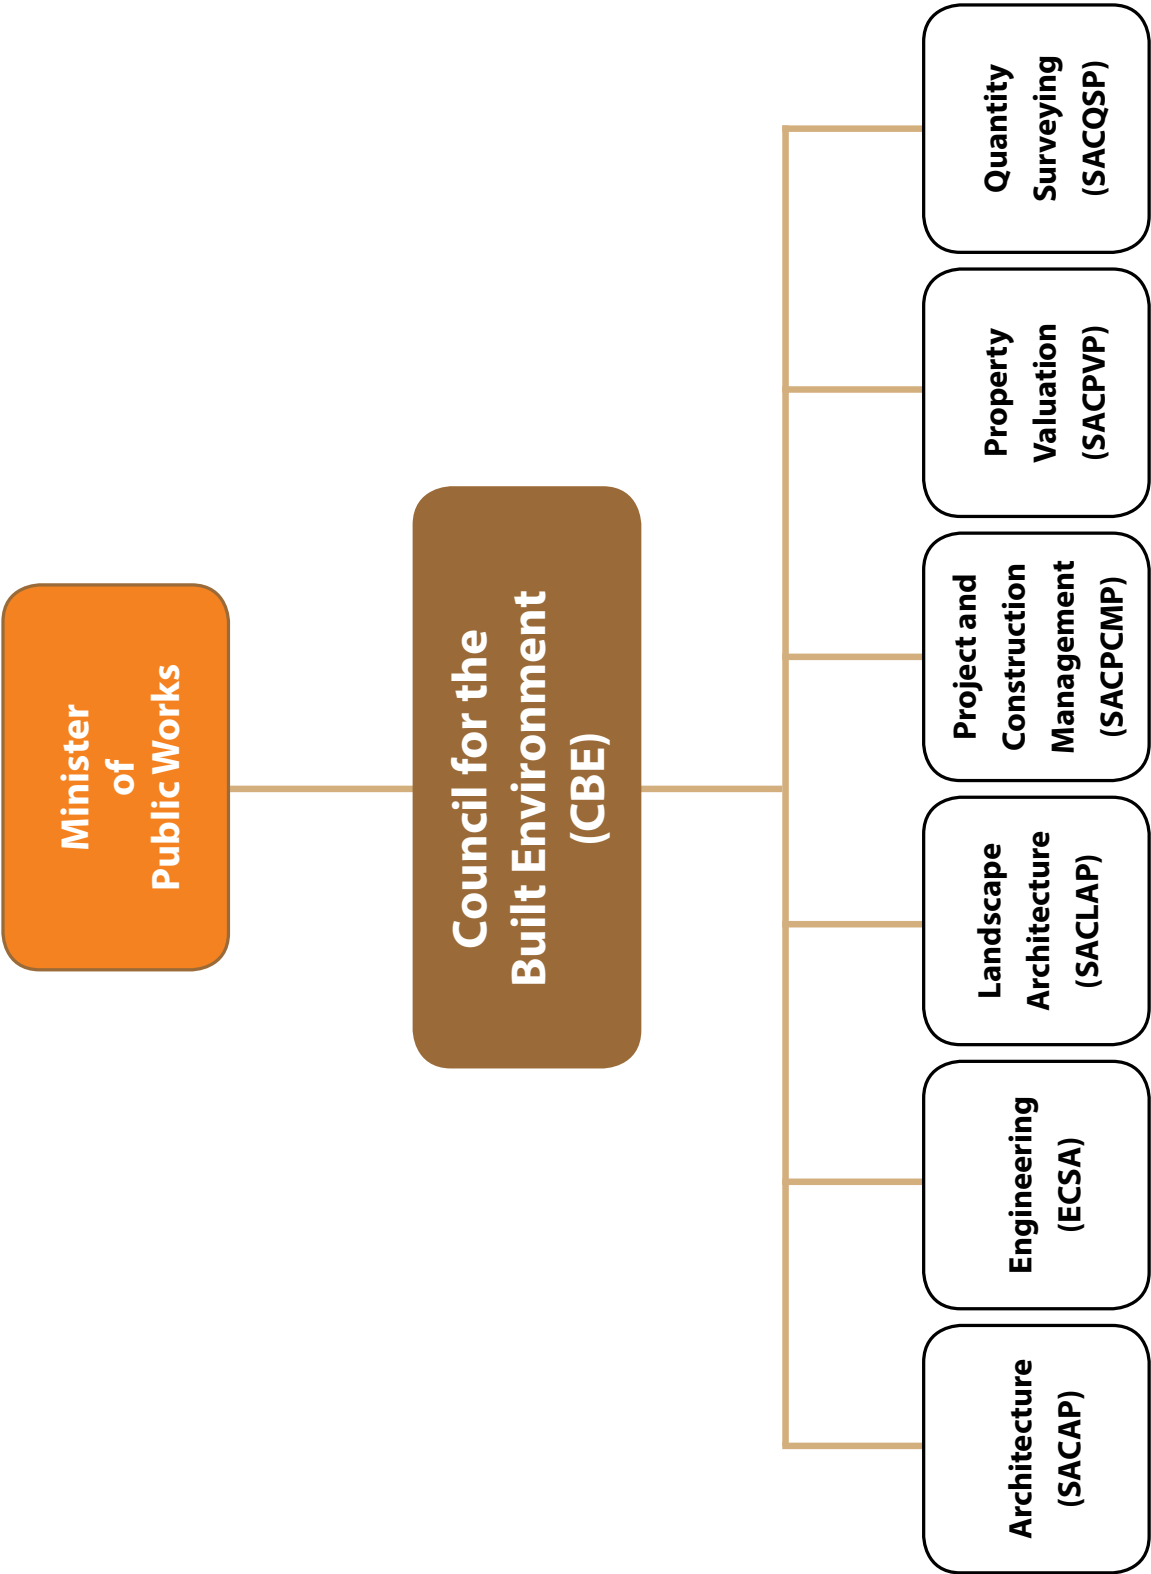 Minister
of
Public Works
Council for the
Built Environment
(CBE)
Architecture
(SACAP)
Engineering
(ECSA)
Landscape
Architecture
(SACLAP)
Project and
Construction
Management
(SACPCMP)
Property
Valuation
(SACPVP)
Quantity
Surveying
(SACQSP)